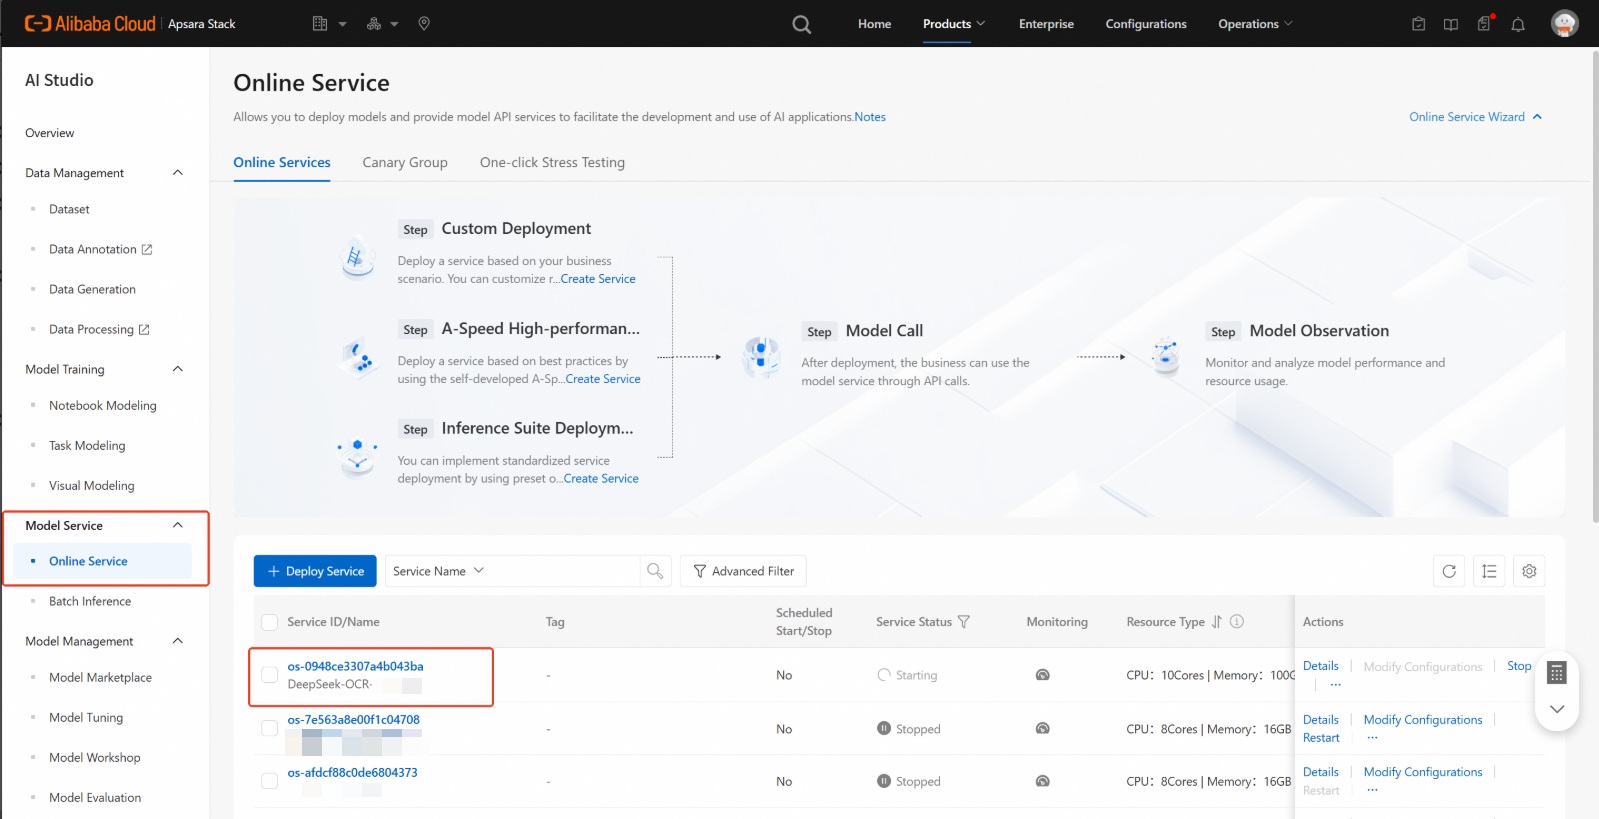 Alibaba Cloud | Apsara Stack
Home
Products
Enterprise
Configurations
Operations
AI Studio
Overview
Data Management
Dataset
Data Annotation
Data Generation
Data Processing
Model Training
Notebook Modeling
Task Modeling
Visual Modeling
Model Service
Online Service
Batch Inference
Model Management
Model Marketplace
Model Tuning
Model Workshop
Model Evaluation
Online Service
Allows you to deploy models and provide model API services to facilitate the development and use of AI applications.Notes
Online Service Wizard
Online Services
Canary Group
One-click Stress Testing
Step Custom Deployment
Deploy a service based on your business
scenario. You can customize r...Create Service
Step A-Speed High-performan...
Deploy a service based on best practices by
using the self-developed A-Sp...Create Service
Step Inference Suite Deploym...
You can implement standardized service
deployment by using preset o...Create Service
Step Model Call
After deployment, the business can use the
model service through API calls.
Step Model Observation
Monitor and analyze model performance and
resource usage.
+ Deploy Service
Service Name
Advanced Filter
Service ID/Name
Tag
Scheduled
Start/Stop
Service Status
Monitoring
Resource Type
Actions
os-0948ce3307a4b043ba
DeepSeek-OCR-
-
No
Starting
CPU: 10Cores | Memory: 100G
Details
Modify Configurations
Stop
...
os-7e563a8e00f1c04708
-
No
Stopped
CPU: 8Cores | Memory: 16GB
Details
Modify Configurations
Restart
...
os-afdcf88c0de6804373
-
No
Stopped
CPU: 8Cores | Memory: 16GB
Details
Modify Configurations
Restart
...